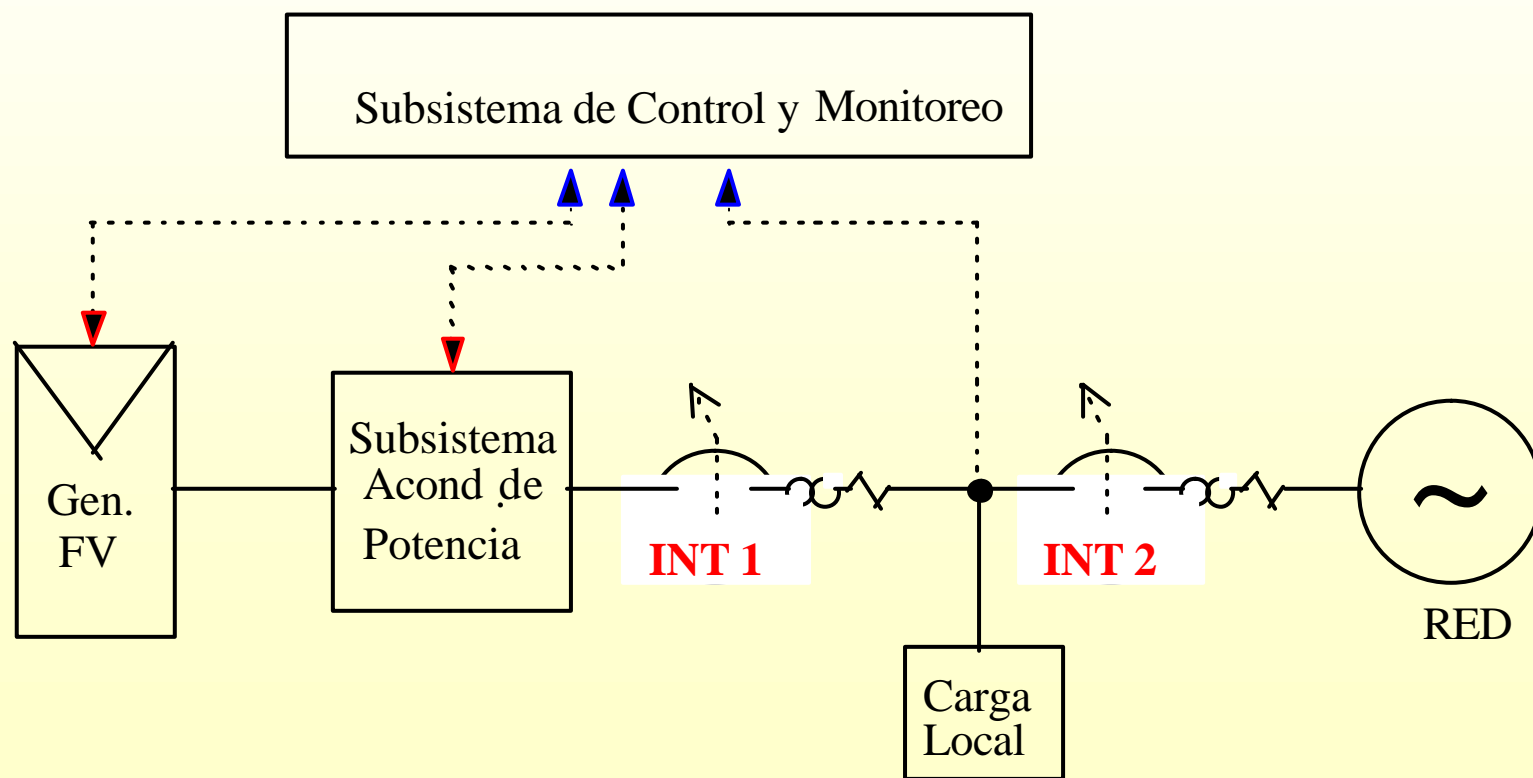 Subsistema de Control y Monitoreo
Gen.
FV
Subsistema
Acond de
Potencia
INT 1
INT 2
~
RED
Carga
Local